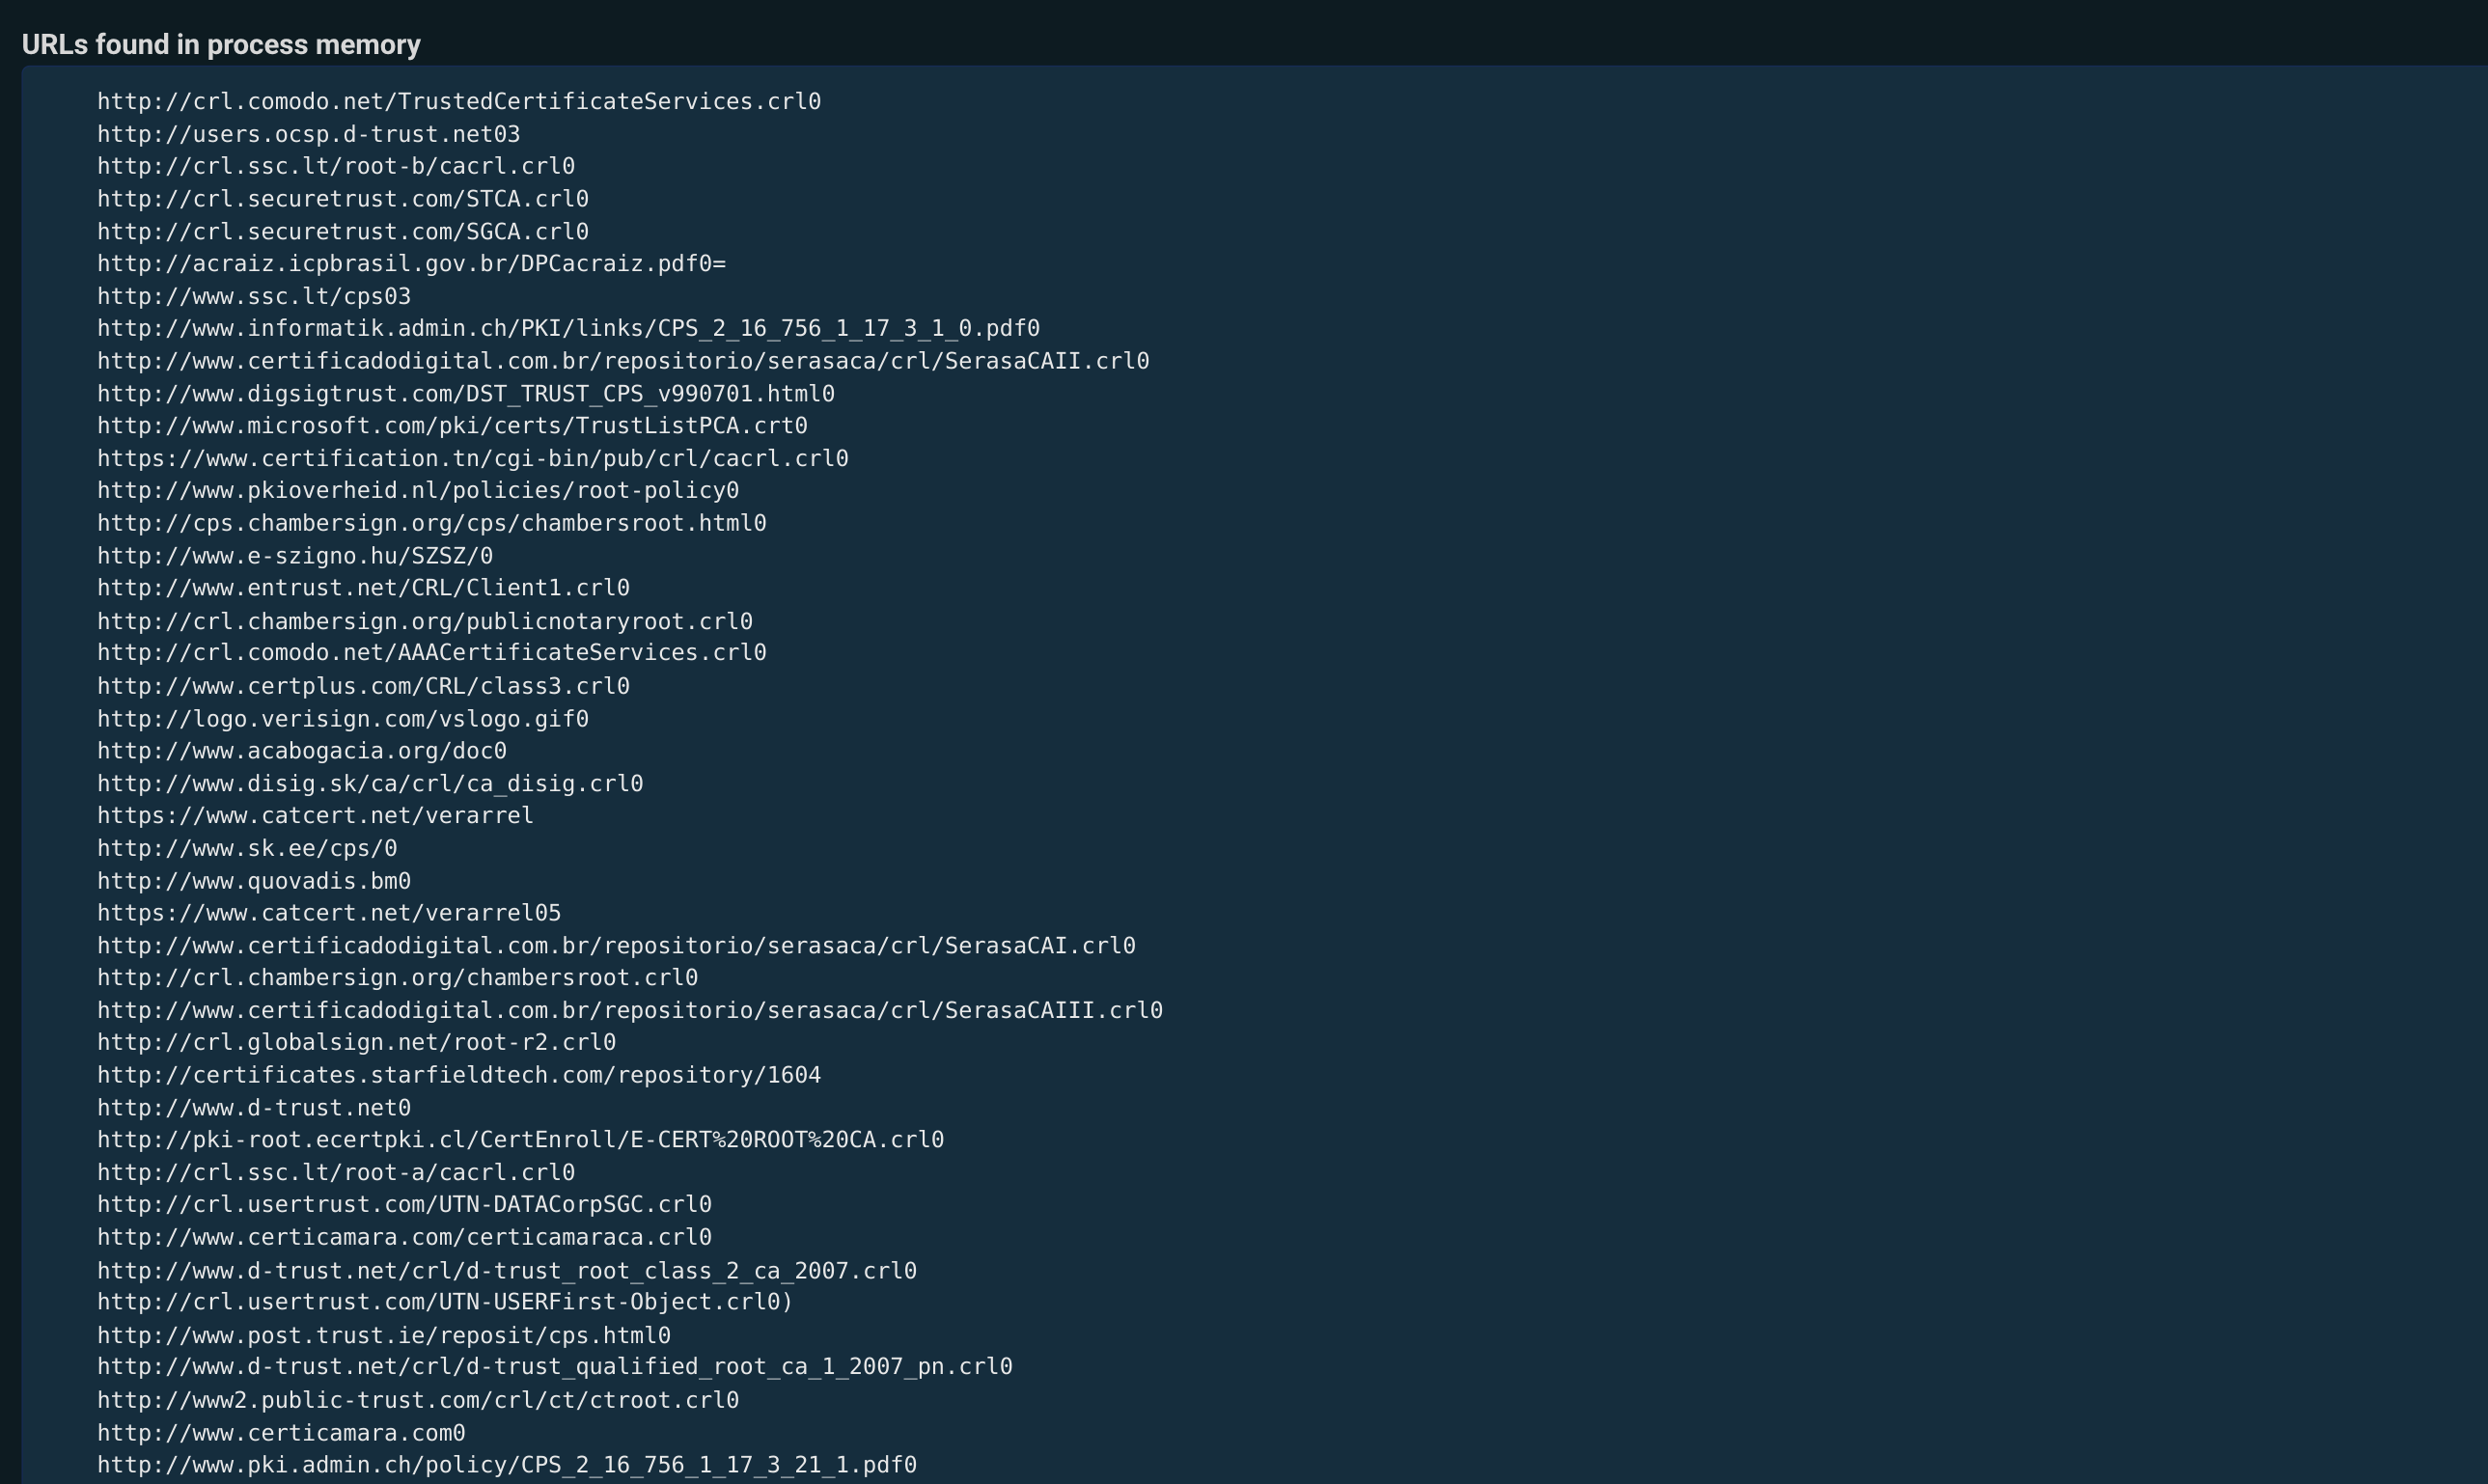 URLs found in process memory
http://crl.comodo.net/TrustedCertificateServices.crl0
http://users.ocsp.d-trust.net03
http://crl.ssc.lt/root-b/cacrl.crl0
http://crl.securetrust.com/STCA.crl0
http://crl.securetrust.com/SGCA.crl0
http://acraiz.icpbrasil.gov.br/DPCacraiz.pdf0=
http://www.ssc.lt/cps03
http://www.informatik.admin.ch/PKI/links/CPS_2_16_756_1_17_3_1_0.pdf0
http://www.certificadodigital.com.br/repositorio/serasaca/crl/SerasaCAII.crl0
http://www.digsigtrust.com/DST_TRUST_CPS_v990701.html0
http://www.microsoft.com/pki/certs/TrustListPCA.crt0
https://www.certification.tn/cgi-bin/pub/crl/cacrl.crl0
http://www.pkioverheid.nl/policies/root-policy0
http://cps.chambersign.org/cps/chambersroot.html0
http://www.e-szigno.hu/SZSZ/0
http://www.entrust.net/CRL/Client1.crl0
http://crl.chambersign.org/publicnotaryroot.crl0
http://crl.comodo.net/AAACertificateServices.crl0
http://www.certplus.com/CRL/class3.crl0
http://logo.verisign.com/vslogo.gif0
http://www.acabogacia.org/doc0
http://www.disig.sk/ca/crl/ca_disig.crl0
https://www.catcert.net/verarrel
http://www.sk.ee/cps/0
http://www.quovadis.bm0
https://www.catcert.net/verarrel05
http://www.certificadodigital.com.br/repositorio/serasaca/crl/SerasaCAI.crl0
http://crl.chambersign.org/chambersroot.crl0
http://www.certificadodigital.com.br/repositorio/serasaca/crl/SerasaCAIII.crl0
http://crl.globalsign.net/root-r2.crl0
http://certificates.starfieldtech.com/repository/1604
http://www.d-trust.net0
http://pki-root.ecertpki.cl/CertEnroll/E-CERT%20ROOT%20CA.crl0
http://crl.ssc.lt/root-a/cacrl.crl0
http://crl.usertrust.com/UTN-DATACorpSGC.crl0
http://www.certicamara.com/certicamaraca.crl0
http://www.d-trust.net/crl/d-trust_root_class_2_ca_2007.crl0
http://crl.usertrust.com/UTN-USERFirst-Object.crl0)
http://www.post.trust.ie/reposit/cps.html0
http://www.d-trust.net/crl/d-trust_qualified_root_ca_1_2007_pn.crl0
http://www2.public-trust.com/crl/ct/ctroot.crl0
http://www.certicamara.com0
http://www.pki.admin.ch/policy/CPS_2_16_756_1_17_3_21_1.pdf0